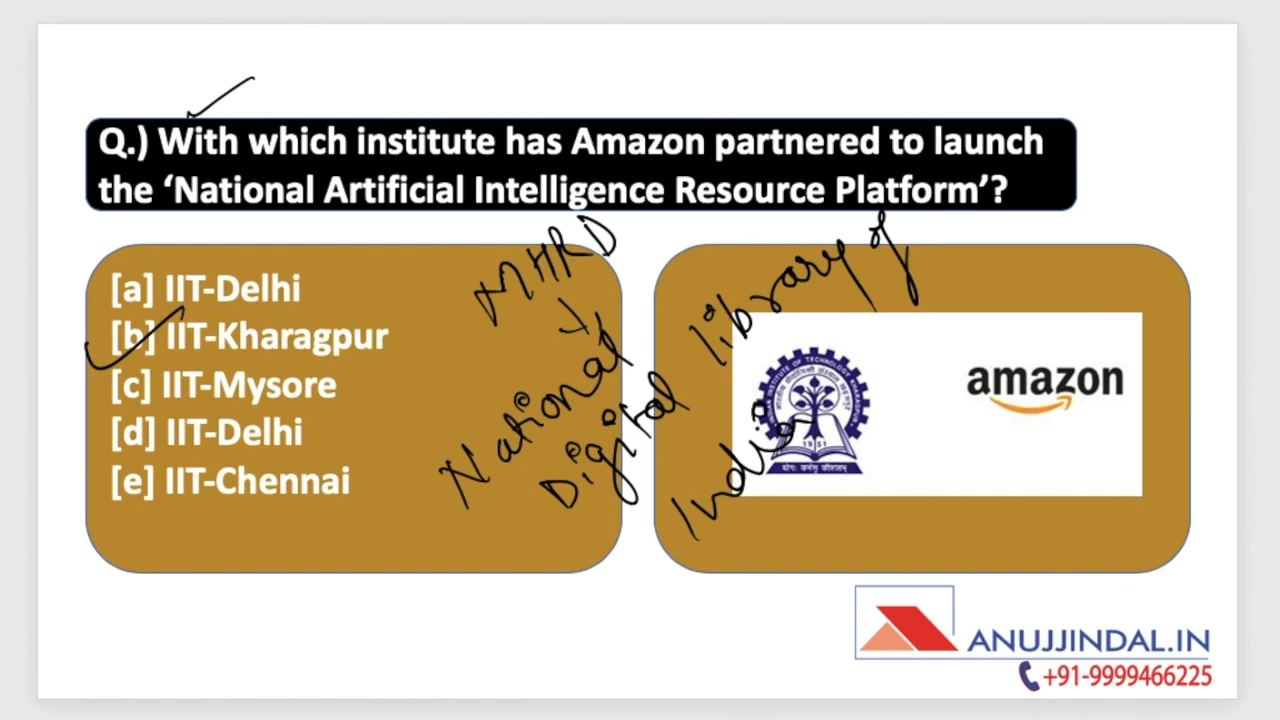 Q.) With which institute has Amazon partnered to launch
the ‘National Artificial Intelligence Resource Platform’?
[a] IIT-Delhi
[b] IIT-Kharagpur
[c] IIT-Mysore
[d] IIT-Delhi
[e] IIT-Chennai
MHRD
National
Digital library of
India
1951
amazon
ANUJJINDAL.IN
+91-9999466225